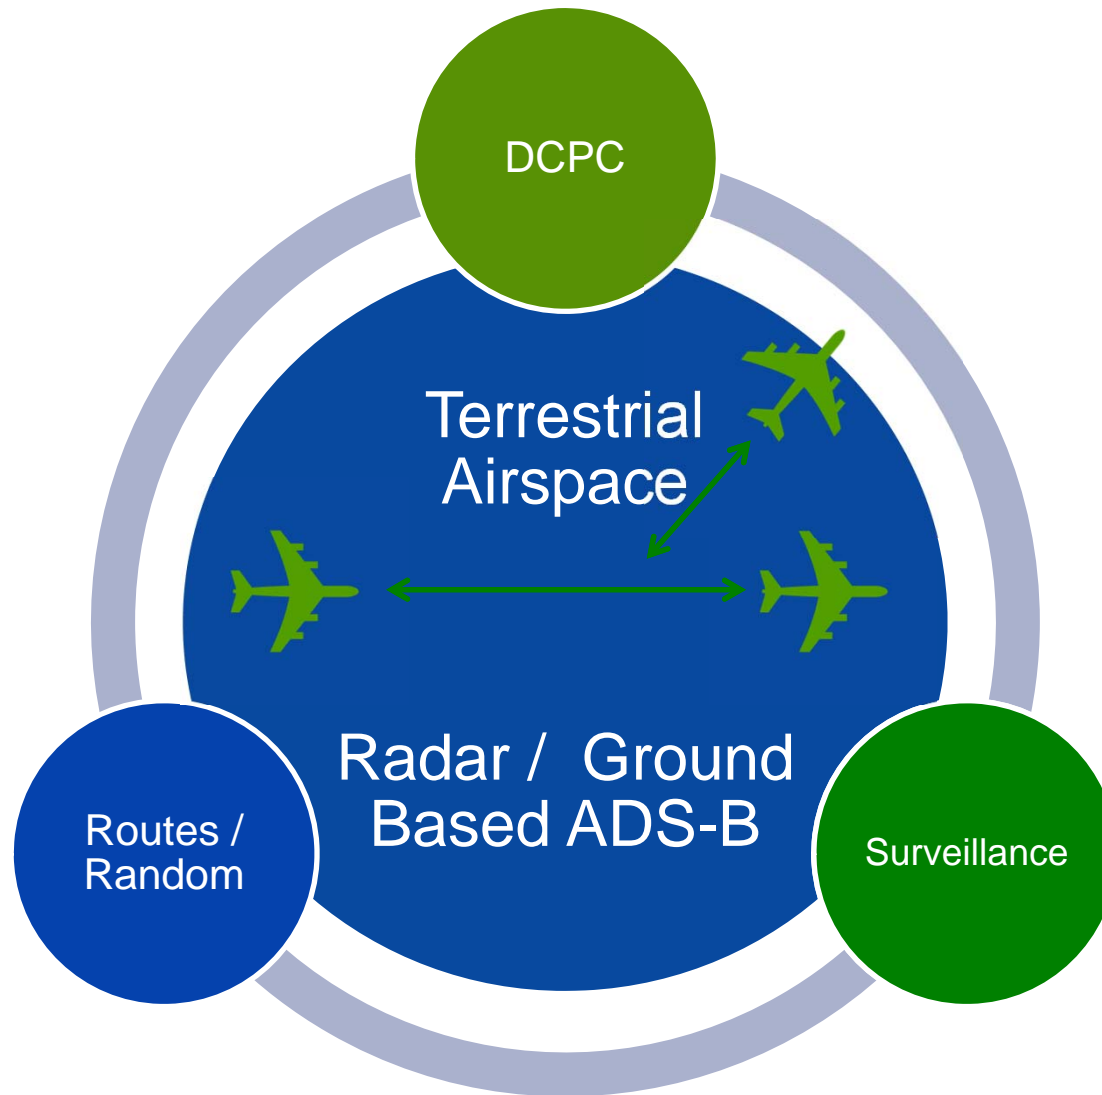 DCPC
Terrestrial
Airspace
Radar /  Ground
Based ADS-B
Routes /
Random
Surveillance